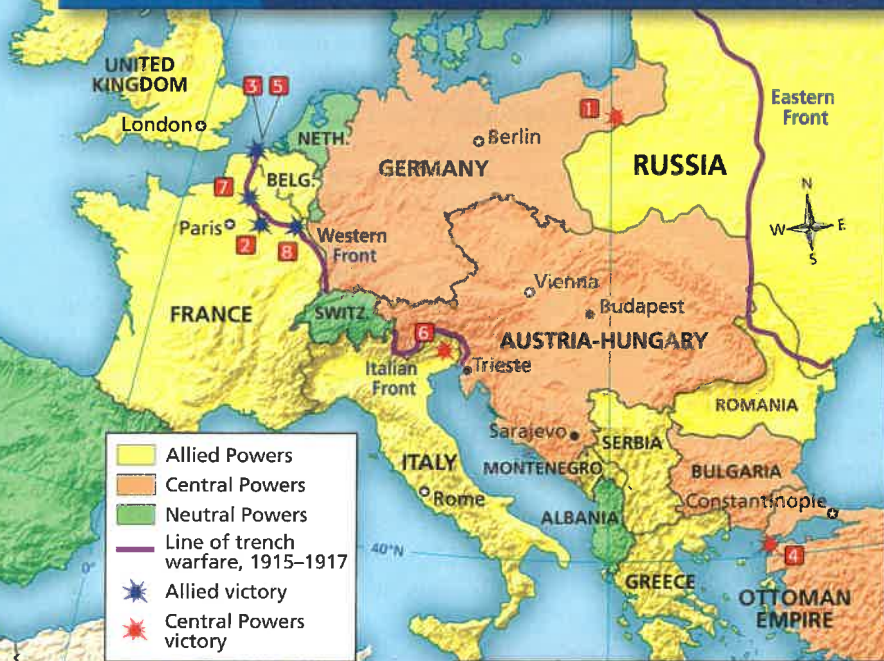 UNITED
KINGDOM
London
3 5
NETH.
BELG.
7
Paris
2
8
Western
Front
Berlin
GERMANY
1
RUSSIA
Eastern
Front
N
W E
S
FRANCE
SWITZ.
Vienna
Budapest
AUSTRIA-HUNGARY
6
Italian
Front
Trieste
ROMANIA
Sarajevo
SERBIA
MONTENEGRO
BULGARIA
Constantinople
ITALY
Rome
ALBANIA
4
GREECE
OTTOMAN
EMPIRE
40°N
0°
Allied Powers
Central Powers
Neutral Powers
Line of trench
warfare, 1915–1917
Allied victory
Central Powers
victory